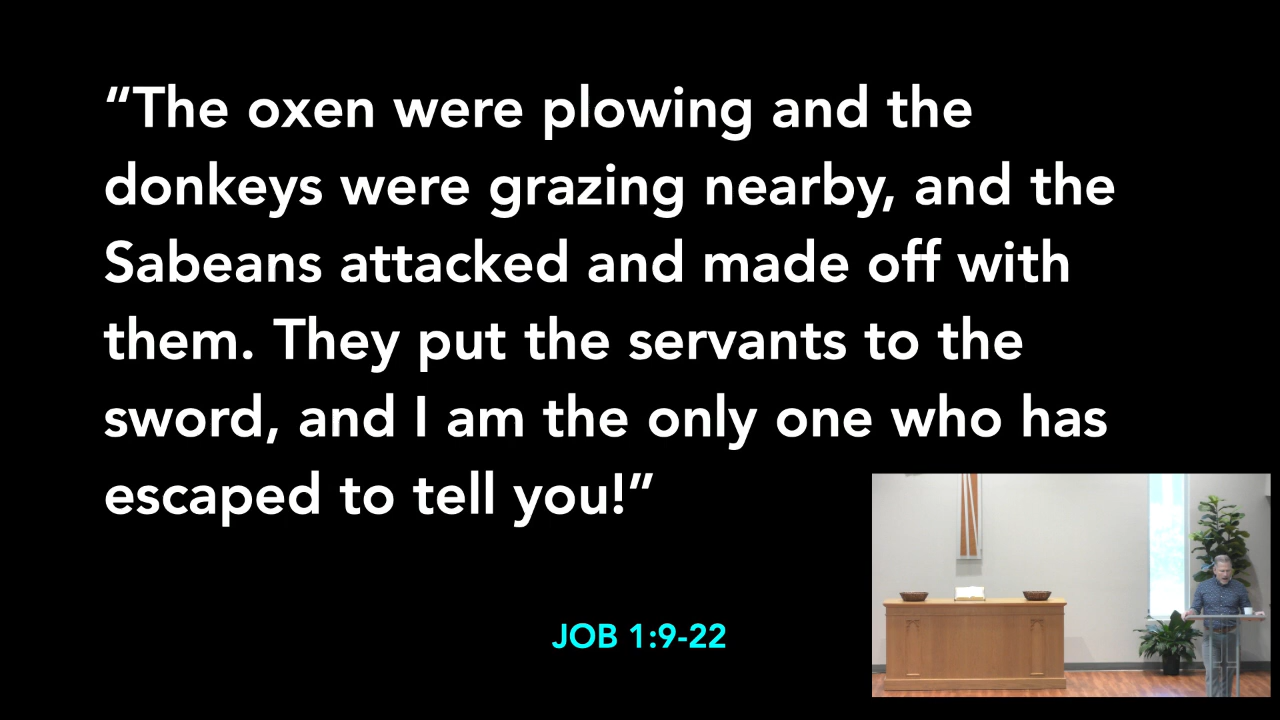 “The oxen were plowing and the
donkeys were grazing nearby, and the
Sabeans attacked and made off with
them. They put the servants to the
sword, and I am the only one who has
escaped to tell you!”
JOB 1:9-22